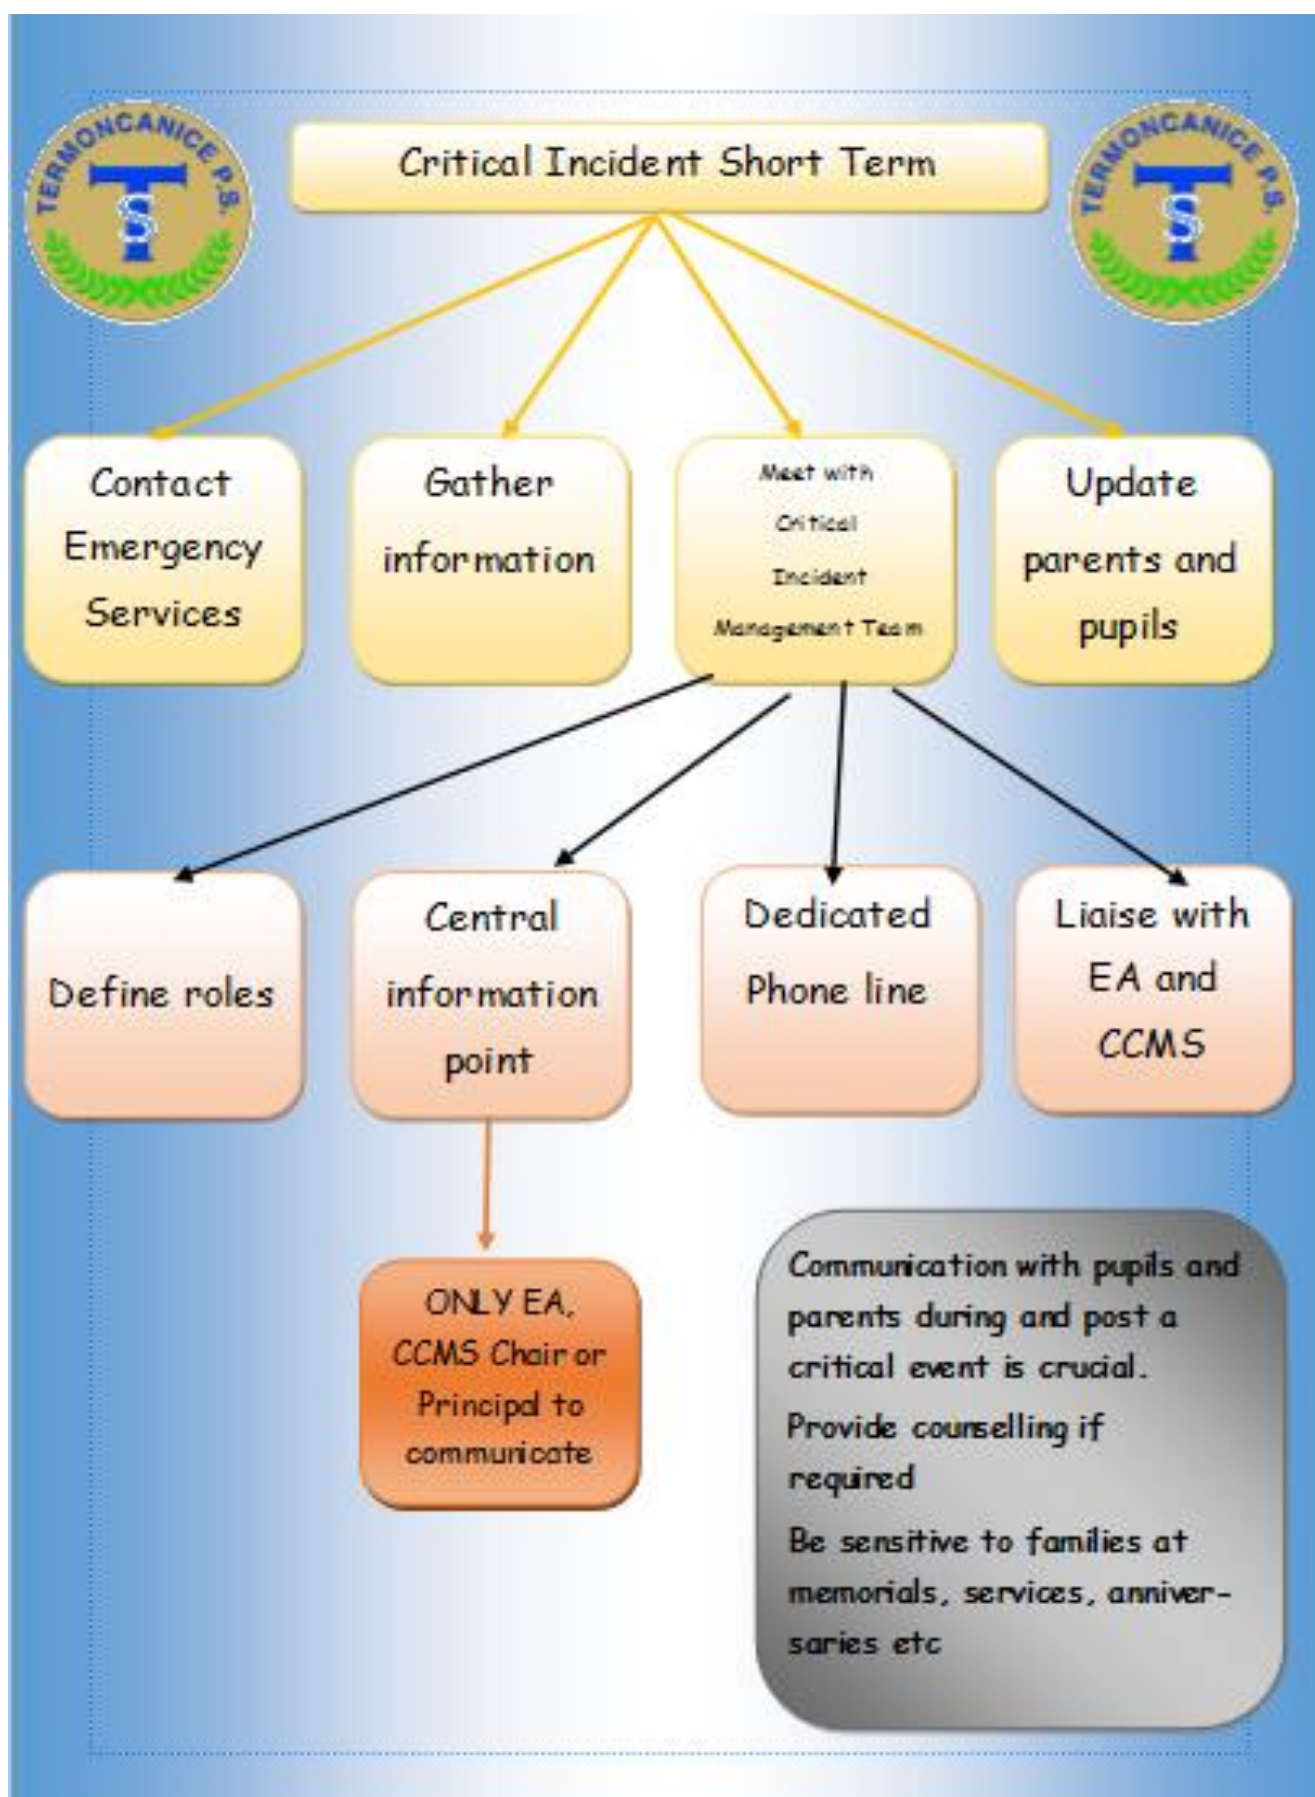 TERMONCANICE P.S.
TS
Critical Incident Short Term
TERMONCANICE P.S.
TS
Contact
Emergency
Services
Gather
information
Meet with
Critical
Incident
Management Team
Update
parents and
pupils
Define roles
Central
information
point
Dedicated
Phone line
Liaise with
EA and
CCMS
ONLY EA,
CCMS Chair or
Principal to
communicate
Communication with pupils and
parents during and post a
critical event is crucial.
Provide counselling if
required
Be sensitive to families at
memorials, services, anniver-
saries etc